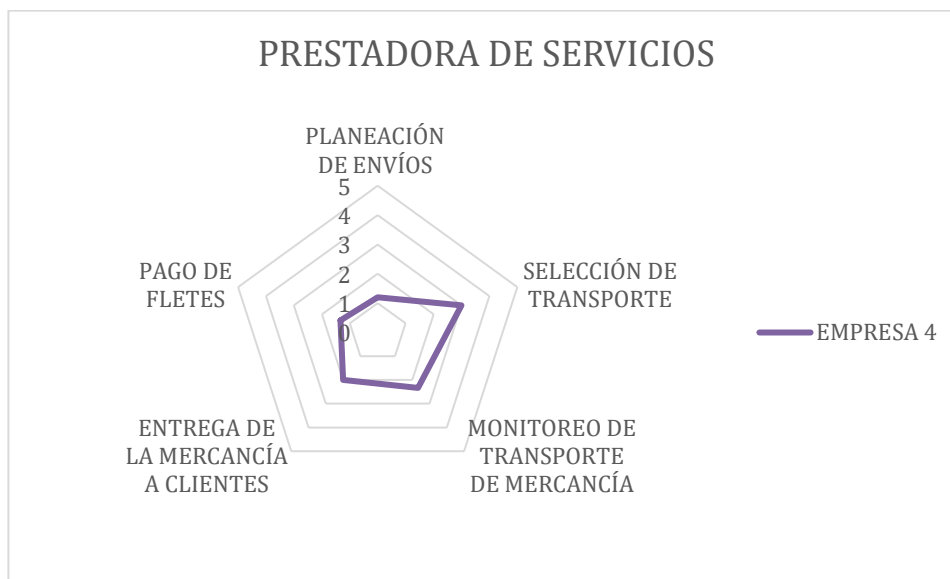 PRESTADORA DE SERVICIOS
PLANEACIÓN
DE ENVÍOS
5
4
3
2
1
0
SELECCIÓN DE
TRANSPORTE
MONITOREO DE
TRANSPORTE
DE MERCANCÍA
ENTREGA DE
LA MERCANCÍA
A CLIENTES
PAGO DE
FLETES
EMPRESA 4